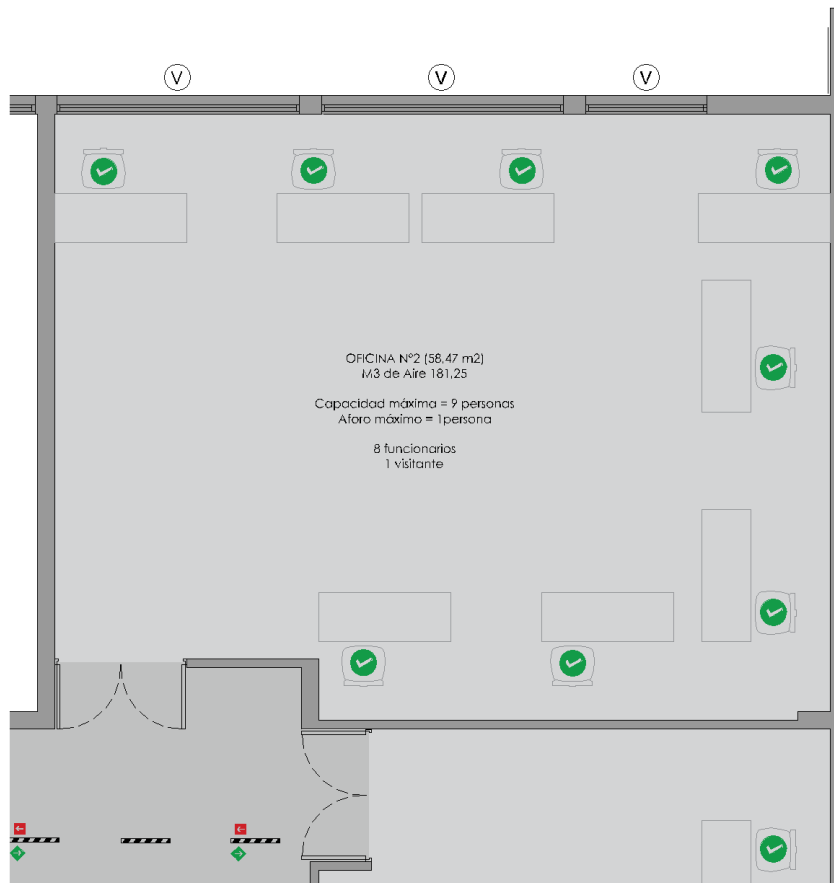 V
V
V
OFICINA Nº2 (58,47 m2)
M3 de Aire 181,25
Capacidad máxima = 9 personas
Aforo máximo = 1persona
8 funcionarios
1 visitante